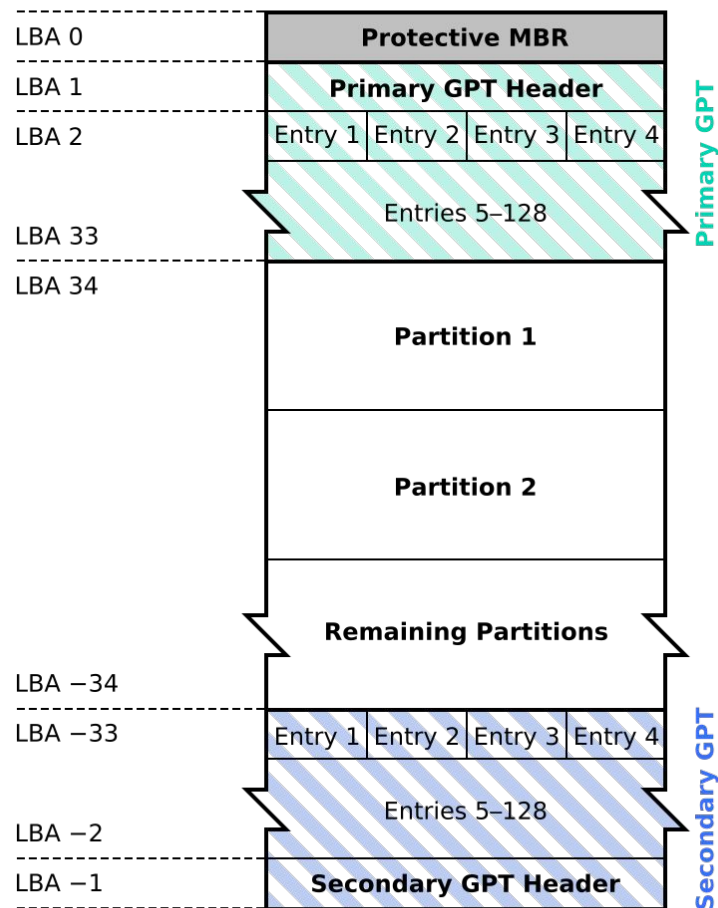 LBA 0
Protective MBR
LBA 1
Primary GPT Header
LBA 2
Entry 1 Entry 2 Entry 3 Entry 4
Entries 5–128
LBA 33
Primary GPT
LBA 34
Partition 1
Partition 2
Remaining Partitions
LBA −34
LBA −33
Entry 1 Entry 2 Entry 3 Entry 4
Entries 5–128
LBA −2
LBA −1
Secondary GPT Header
Secondary GPT